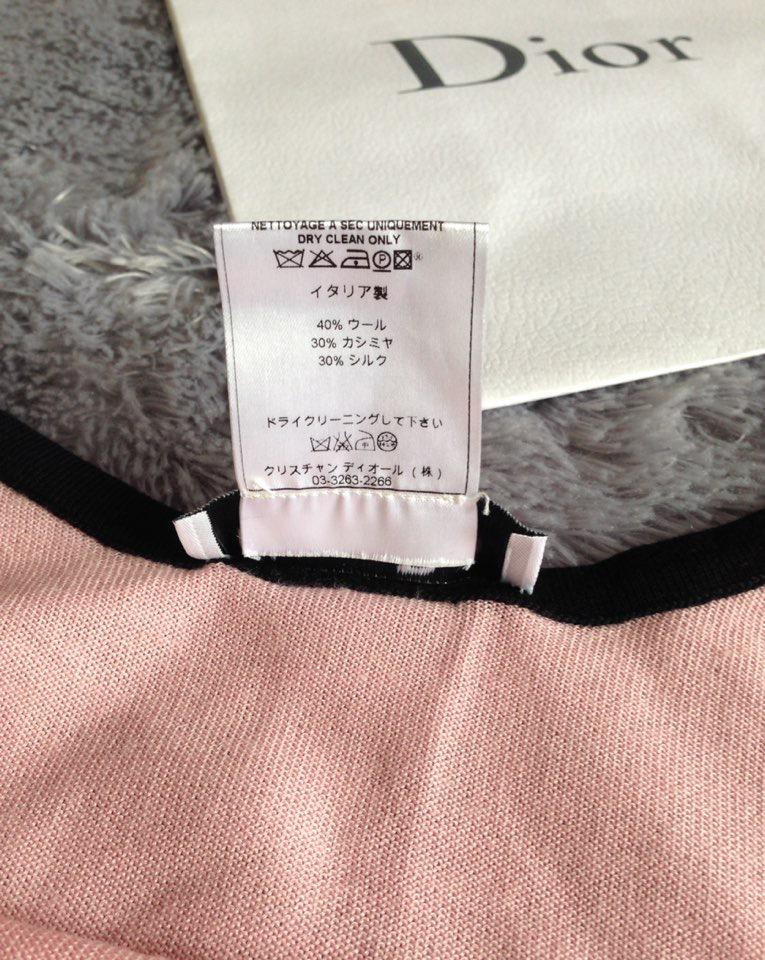 Dior
NETTOYAGE A SEC UNIQUEMENT
DRY CLEAN ONLY
P ®
イタリア製
40% ウール
30% カシミヤ
30% シルク
ドライクリーニングして下さい
クリスチャン ディオール (株)
03-3263-2266